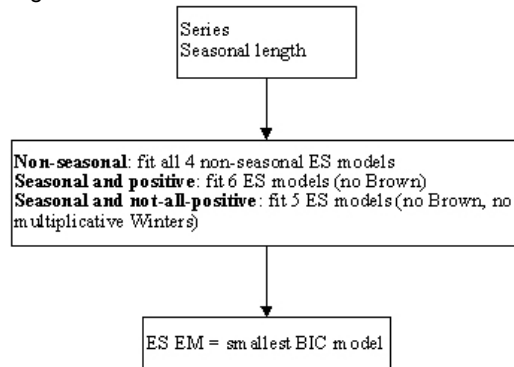 Series
Seasonal length
Non-seasonal: fit all 4 non-seasonal ES models
Seasonal and positive: fit 6 ES models (no Brown)
Seasonal and not-all-positive: fit 5 ES models (no Brown, no
multiplicative Winters)
ES EM = smallest BIC model